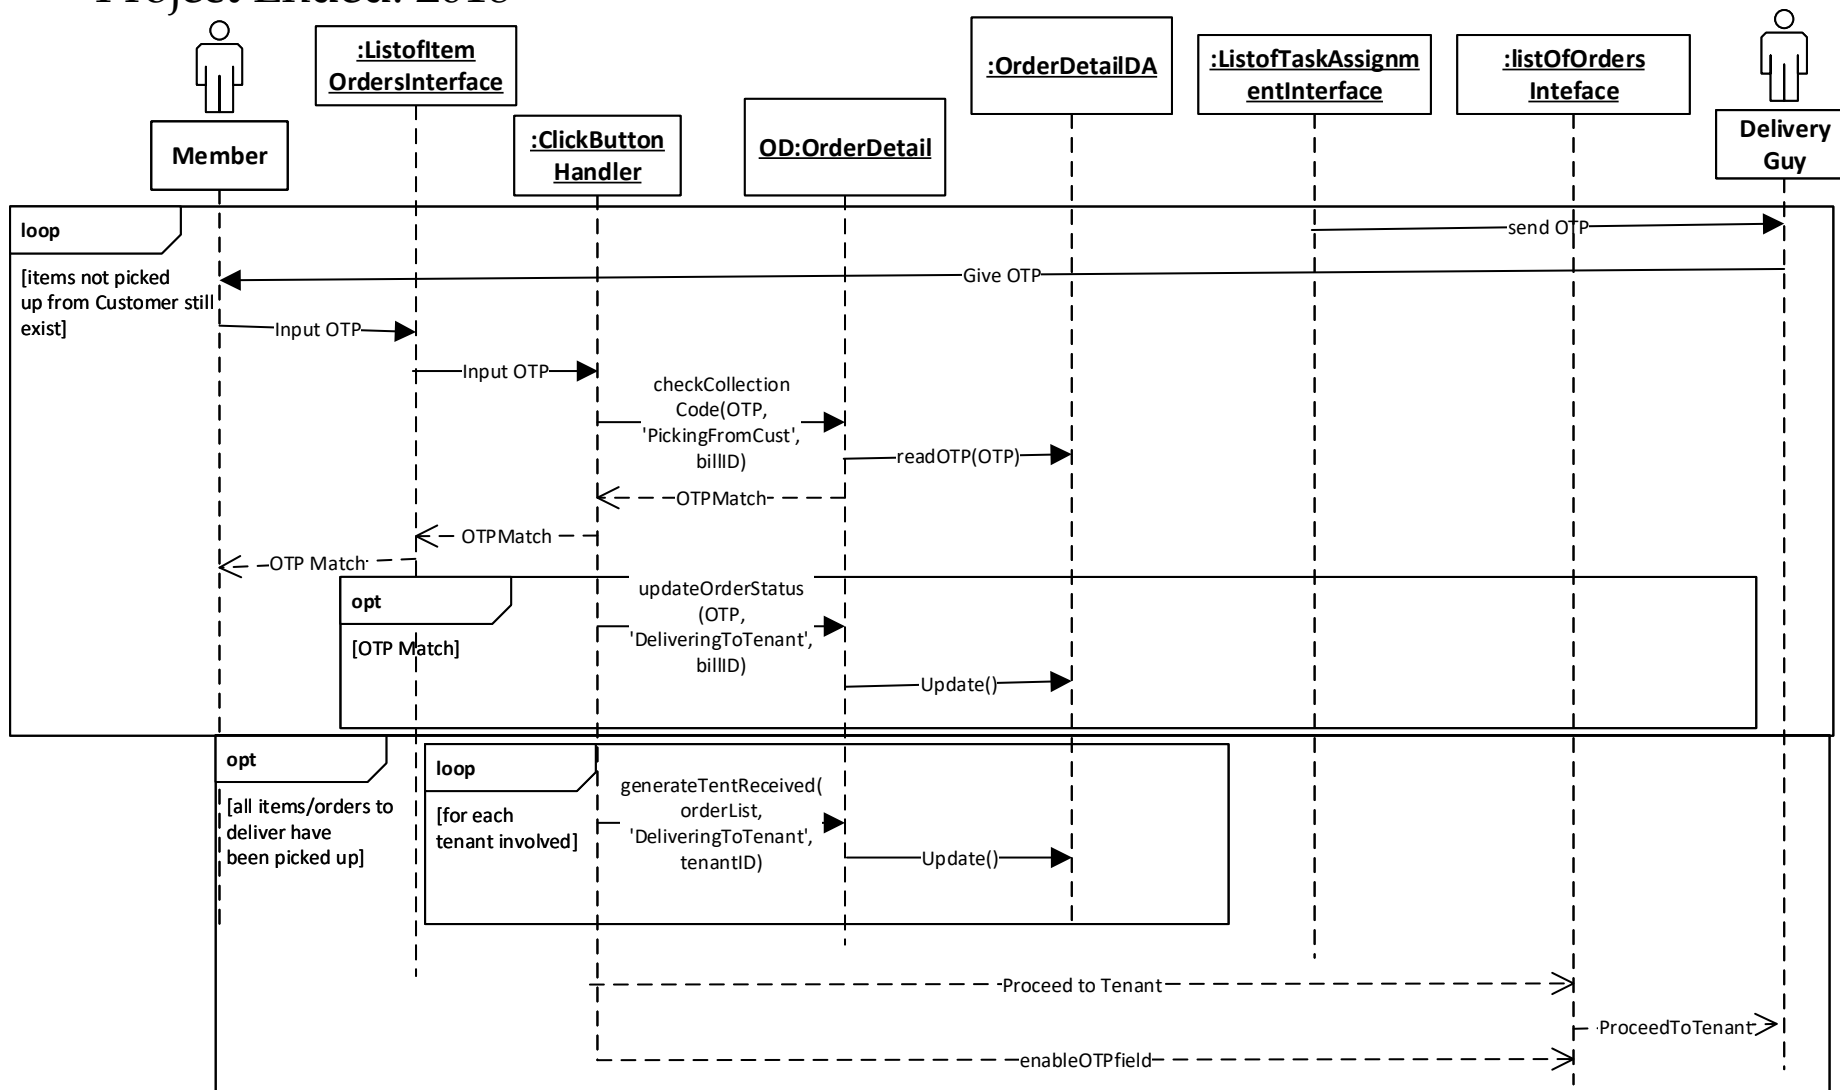 Project Ended: 2018
:ListofItem
OrdersInterface
:OrderDetailDA
:ListofTaskAssignm
entInterface
:listOfOrders
Inteface
Member
:ClickButton
Handler
OD:OrderDetail
Delivery
Guy
loop
[items not picked
up from Customer still
exist]
send OTP
Give OTP
Input OTP
Input OTP
checkCollection
Code(OTP,
'PickingFromCust',
billID)
readOTP(OTP)
OTPMatch
OTPMatch
OTP Match
opt
[OTP Match]
updateOrderStatus
(OTP,
'DeliveringToTenant',
billID)
Update()
opt
[all items/orders to
deliver have
been picked up]
loop
[for each
tenant involved]
generateTentReceived(
orderList,
'DeliveringToTenant',
tenantID)
Update()
Proceed to Tenant
ProceedToTenant
enableOTPfield